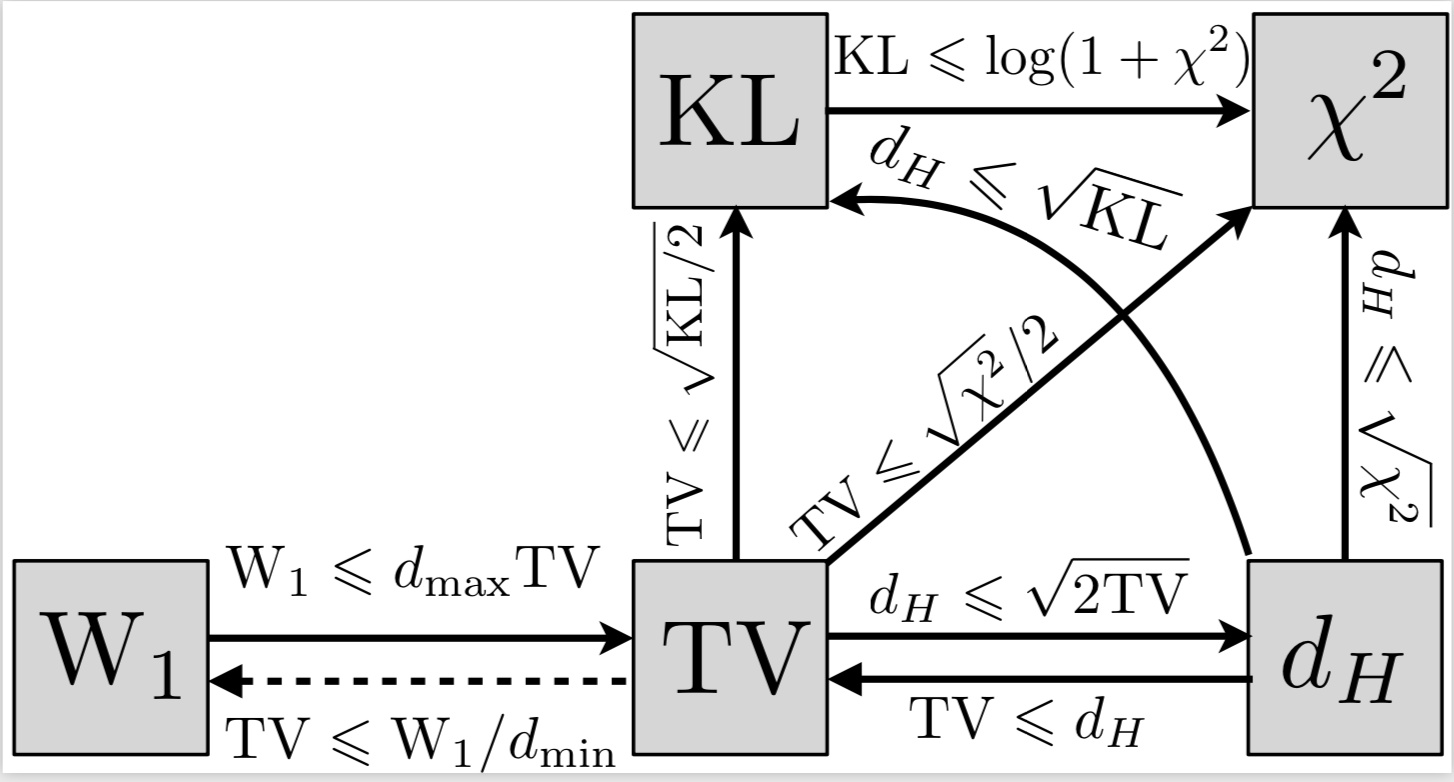 KL
KL ⩽ log(1 + χ²)
χ²
d_H ⩽ √KL
TV ⩽ √KL/2
TV ⩽ √χ²/2
d_H ⩽ √χ²
W₁
W₁ ⩽ d_max TV
TV ⩽ W₁/d_min
TV
d_H ⩽ √2TV
TV ⩽ d_H
d_H